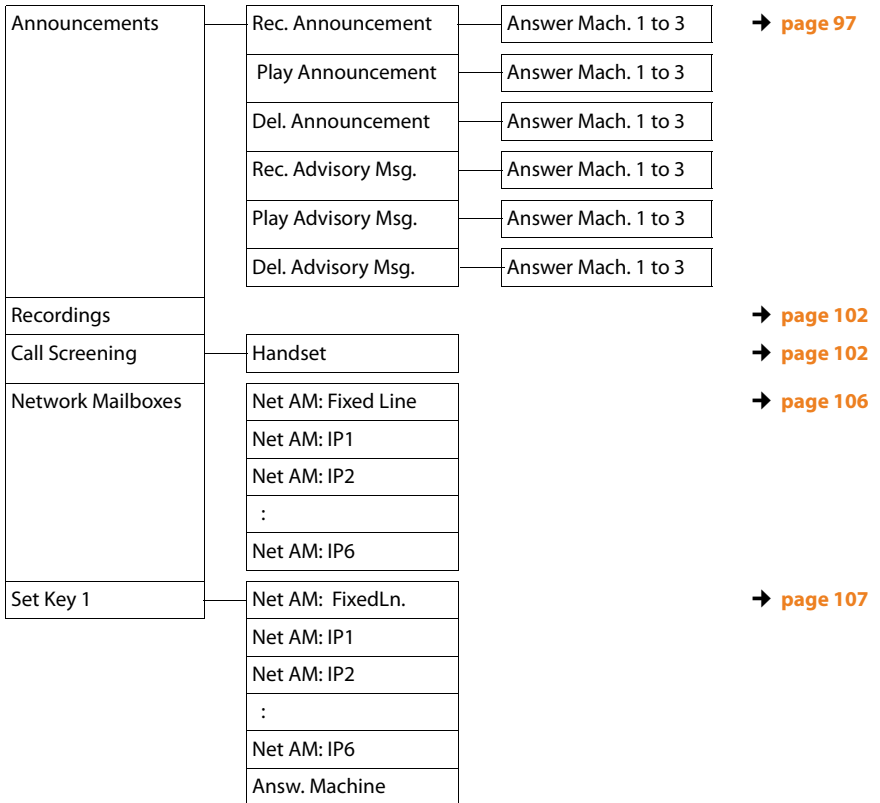 Announcements Rec. Announcement Answer Mach. 1 to 3 → page 97
Play Announcement Answer Mach. 1 to 3
Del. Announcement Answer Mach. 1 to 3
Rec. Advisory Msg. Answer Mach. 1 to 3
Play Advisory Msg. Answer Mach. 1 to 3
Del. Advisory Msg. Answer Mach. 1 to 3
Recordings → page 102
Call Screening Handset → page 102
Network Mailboxes Net AM: Fixed Line → page 106
Net AM: IP1
Net AM: IP2
:
Net AM: IP6
Set Key 1 Net AM: FixedLn. → page 107
Net AM: IP1
Net AM: IP2
:
Net AM: IP6
Answ. Machine